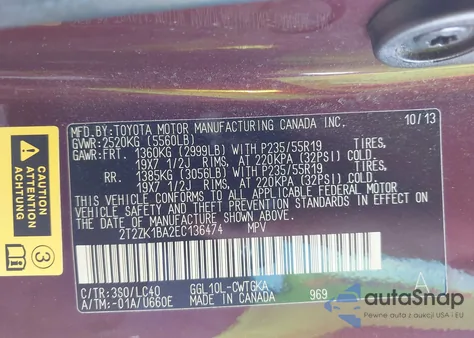 MFD.BY: TOYOTA MOTOR MANUFACTURING CANADA INC. 10/13
GVWR: 2520KG (5560LB)
GAWR: FRT. 1360KG (2999LB) WITH P235/55R19 TIRES,
19X7 1/2J RIMS, AT 220KPA (32PSI) COLD.
RR. 1385KG (3056LB) WITH P235/55R19 TIRES,
19X7 1/2J RIMS, AT 220KPA (32PSI) COLD.
THIS VEHICLE CONFORMS TO ALL APPLICABLE FEDERAL MOTOR
VEHICLE SAFETY AND THEFT PREVENTION STANDARDS IN
EFFECT ON THE DATE OF MANUFACTURE SHOWN ABOVE.
2T2ZK1BA2EC136474 MPV
C/TR: 3S0/LC40 GGL10L-CWTGKA A
A/TM:-01A/U660E MADE IN CANADA 969
CAUTION
ATTENTION
ACHTUNG
3
autoSnap
Bezpieczne auta z USA i EU